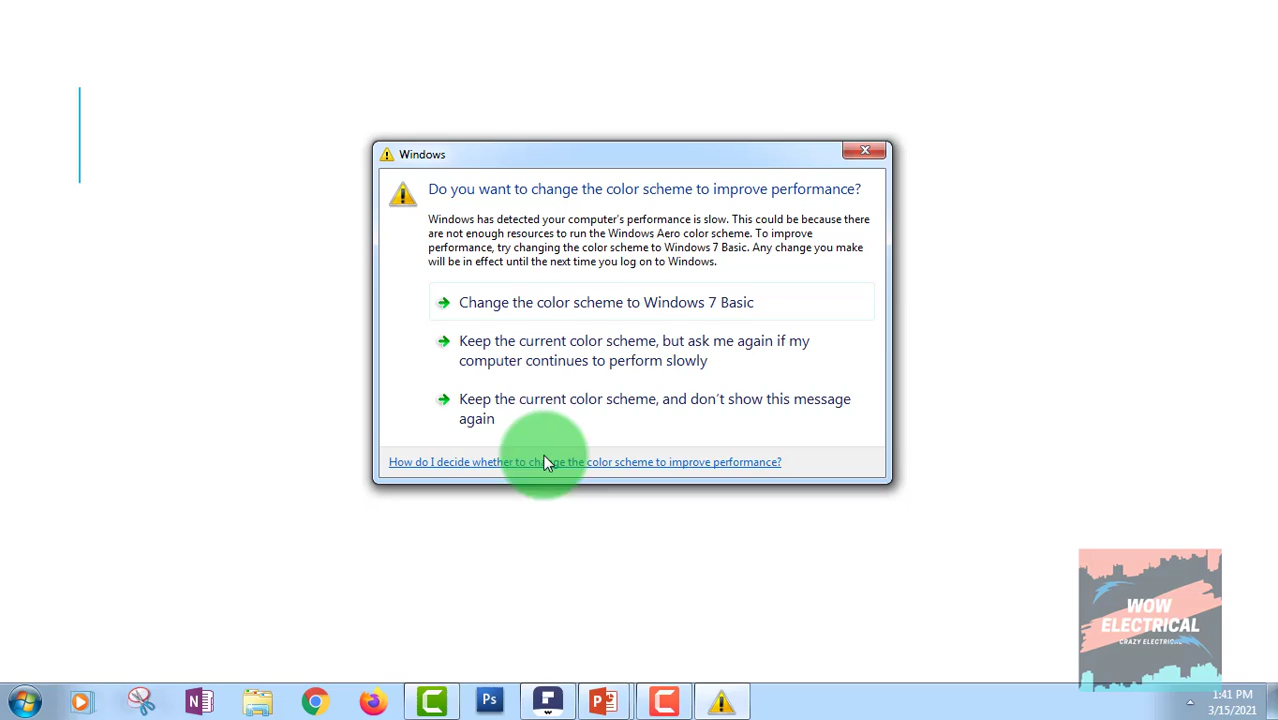 Windows
Do you want to change the color scheme to improve performance?
Windows has detected your computer's performance is slow. This could be because there
are not enough resources to run the Windows Aero color scheme. To improve
performance, try changing the color scheme to Windows 7 Basic. Any change you make
will be in effect until the next time you log on to Windows.
Change the color scheme to Windows 7 Basic
Keep the current color scheme, but ask me again if my
computer continues to perform slowly
Keep the current color scheme, and don't show this message
again
How do I decide whether to change the color scheme to improve performance?
WOW
ELECTRICAL
CRAZY ELECTRICAL
Ps
1:41 PM
3/15/2021